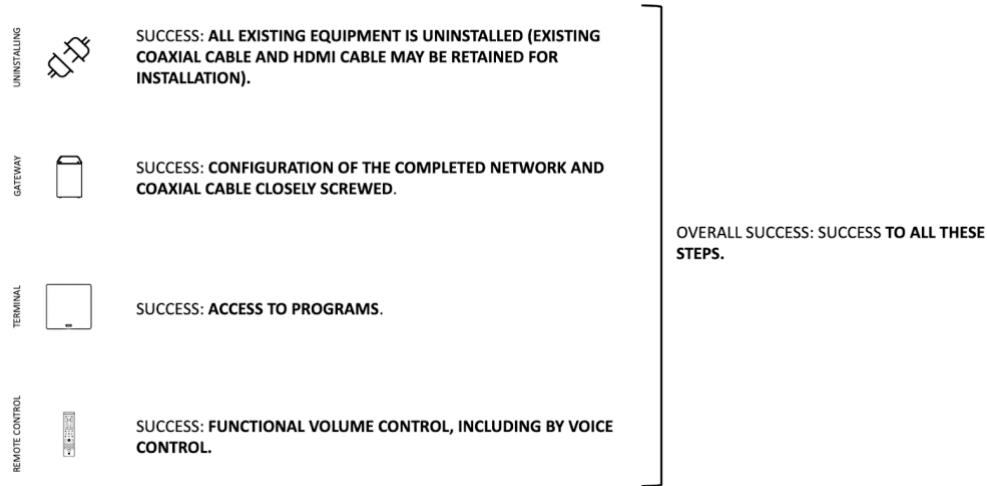 UNINSTALLING
SUCCESS: ALL EXISTING EQUIPMENT IS UNINSTALLED (EXISTING
COAXIAL CABLE AND HDMI CABLE MAY BE RETAINED FOR
INSTALLATION).
GATEWAY
SUCCESS: CONFIGURATION OF THE COMPLETED NETWORK AND
COAXIAL CABLE CLOSELY SCREWED.
TERMINAL
SUCCESS: ACCESS TO PROGRAMS.
REMOTE CONTROL
SUCCESS: FUNCTIONAL VOLUME CONTROL, INCLUDING BY VOICE
CONTROL.
OVERALL SUCCESS: SUCCESS TO ALL THESE
STEPS.